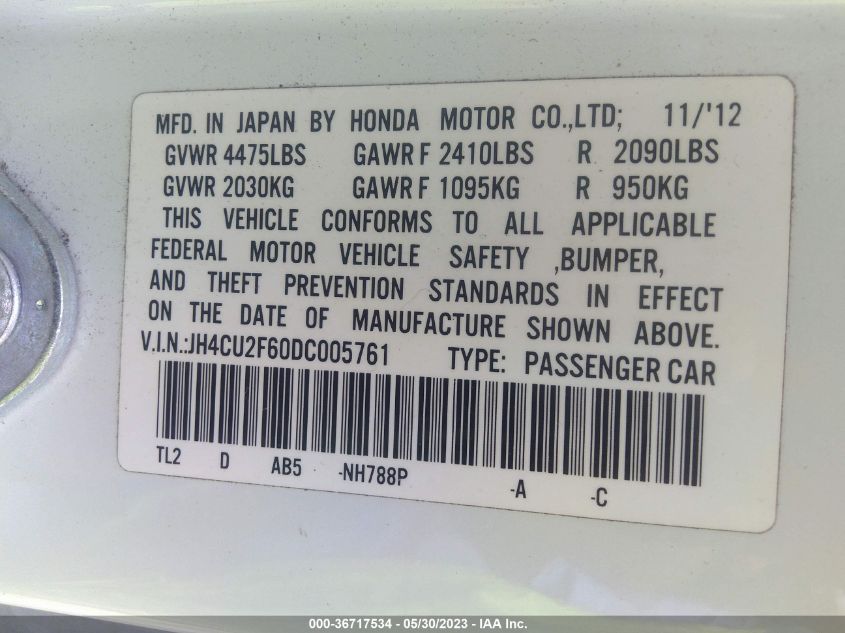 MFD. IN JAPAN BY HONDA MOTOR CO.,LTD; 11/'12
GVWR 4475LBS GAWR F 2410LBS R 2090LBS
GVWR 2030KG GAWR F 1095KG R 950KG
THIS VEHICLE CONFORMS TO ALL APPLICABLE
FEDERAL MOTOR VEHICLE SAFETY ,BUMPER,
AND THEFT PREVENTION STANDARDS IN EFFECT
ON THE DATE OF MANUFACTURE SHOWN ABOVE.
V.I.N.:JH4CU2F60DC005761 TYPE: PASSENGER CAR
TL2 D AB5 -NH788P -A -C
000-36717534 - 05/30/2023 - IAA Inc.